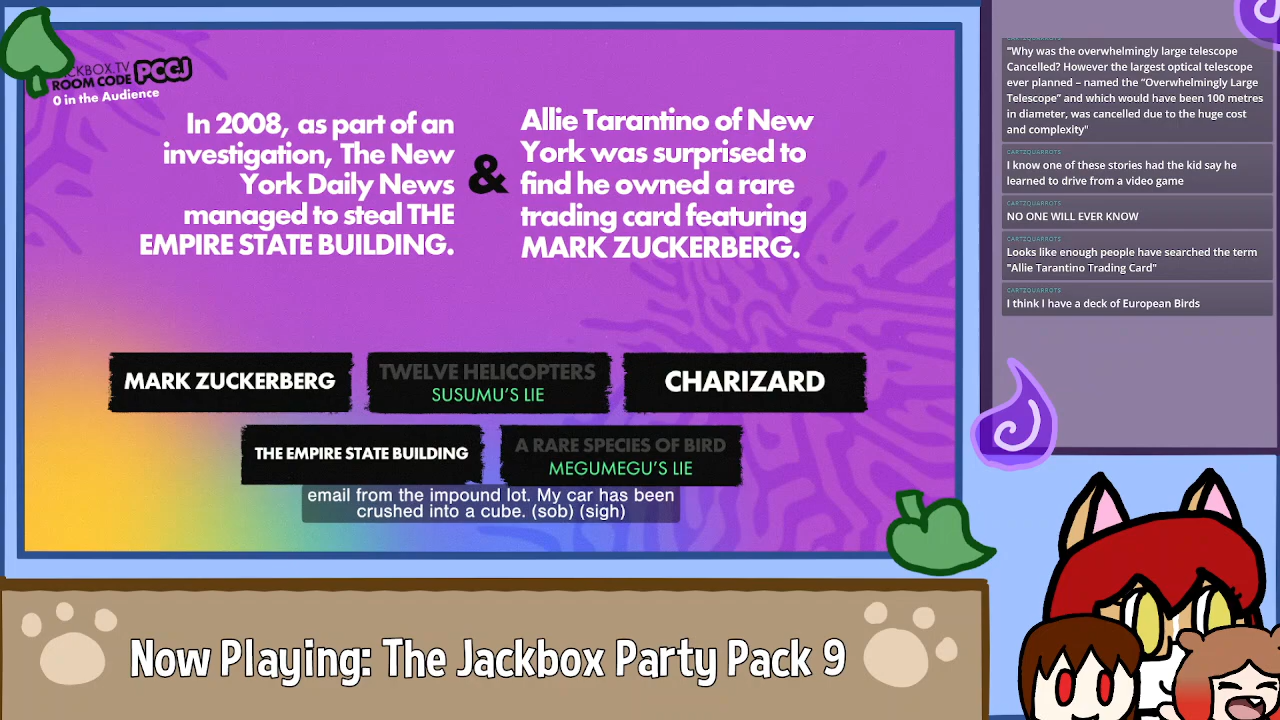 JACKBOX.TV
ROOM CODE PCCJ
0 in the Audience
In 2008, as part of an
investigation, The New
York Daily News
managed to steal THE
EMPIRE STATE BUILDING.
&
Allie Tarantino of New
York was surprised to
find he owned a rare
trading card featuring
MARK ZUCKERBERG.
MARK ZUCKERBERG
TWELVE HELICOPTERS
SUSUMU'S LIE
CHARIZARD
THE EMPIRE STATE BUILDING
A RARE SPECIES OF BIRD
MEGUMEGU'S LIE
email from the impound lot. My car has been
crushed into a cube. (sob) (sigh)
CARTZQUARROTS
"Why was the overwhelmingly large telescope
Cancelled? However the largest optical telescope
ever planned – named the “Overwhelmingly Large
Telescope” and which would have been 100 metres
in diameter, was cancelled due to the huge cost
and complexity"
CARTZQUARROTS
I know one of these stories had the kid say he
learned to drive from a video game
CARTZQUARROTS
NO ONE WILL EVER KNOW
CARTZQUARROTS
Looks like enough people have searched the term
"Allie Tarantino Trading Card"
CARTZQUARROTS
I think I have a deck of European Birds
Now Playing: The Jackbox Party Pack 9